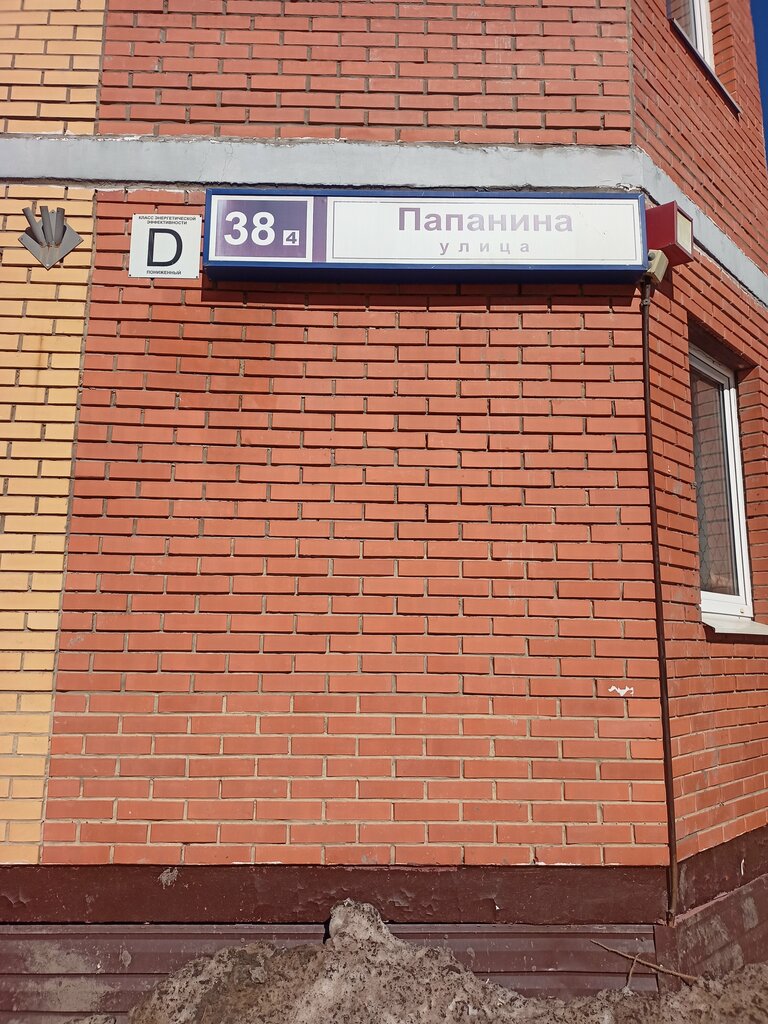 КЛАСС ЭНЕРГЕТИЧЕСКОЙ
ЭФФЕКТИВНОСТИ
D
ПОНИЖЕННЫЙ
38 4
Папанина
улица